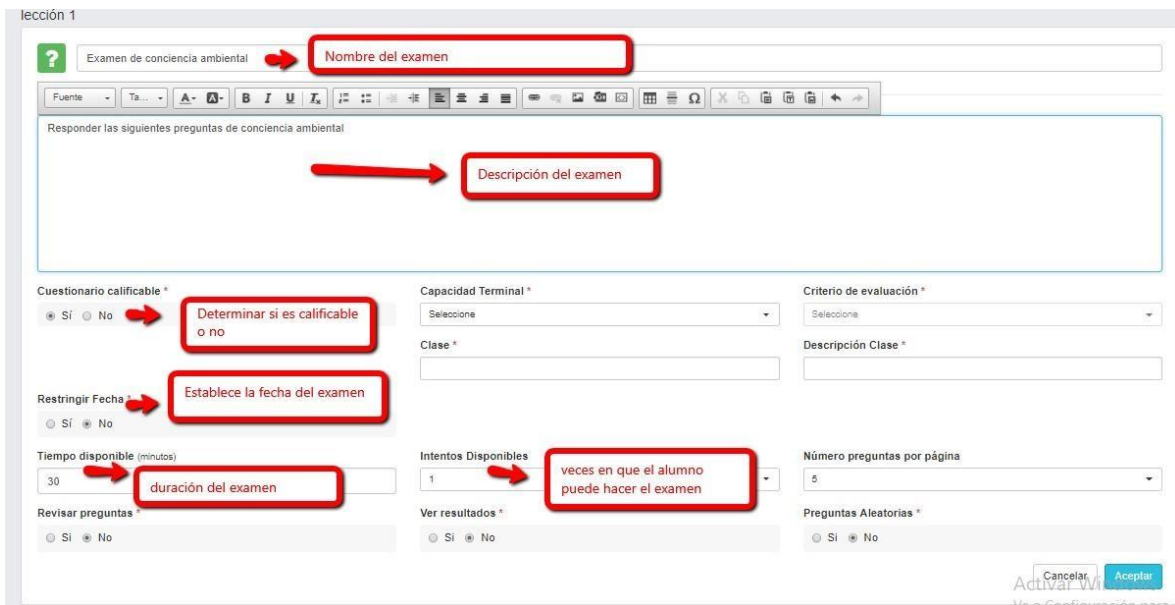 lección 1
?
Examen de conciencia ambiental
Nombre del examen
Fuente Ta... A A B I U Tx Ω
Responder las siguientes preguntas de conciencia ambiental
Descripción del examen
Cuestionario calificable * Capacidad Terminal * Criterio de evaluación *
Sí No Seleccione Seleccione
Determinar si es calificable
o no
Clase * Descripción Clase *
Restringir Fecha *
Establece la fecha del examen
Sí No
Tiempo disponible (minutos) Intentos Disponibles Número preguntas por página
30 1 5
duración del examen
veces en que el alumno
puede hacer el examen
Revisar preguntas * Ver resultados * Preguntas Aleatorias *
Si No Si No Si No
Cancelar Aceptar
Activar Wi